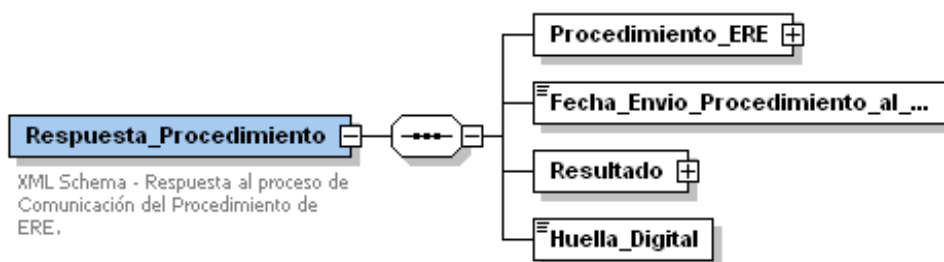 Procedimiento_ERE
Fecha_Envio_Procedimiento_al_...
Respuesta_Procedimiento
XML Schema - Respuesta al proceso de
Comunicación del Procedimiento de
ERE.
Resultado
Huella_Digital